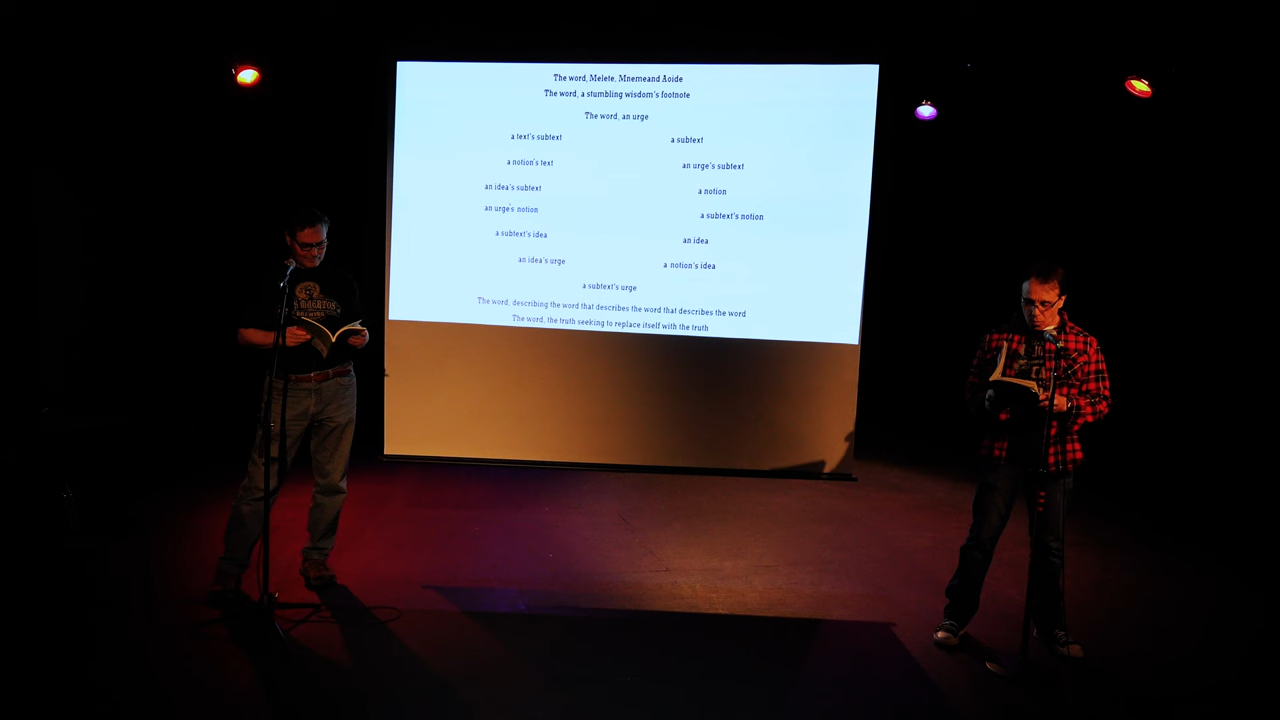 The word, Melete, Mnemeand Aoide
The word, a stumbling wisdom's footnote
The word, an urge
a text's subtext
a subtext
a notion's text
an urge's subtext
an idea's subtext
a notion
an urge's notion
a subtext's notion
a subtext's idea
an idea
an idea's urge
a notion's idea
a subtext's urge
The word, describing the word that describes the word that describes the word
The word, the truth seeking to replace itself with the truth
BREWING